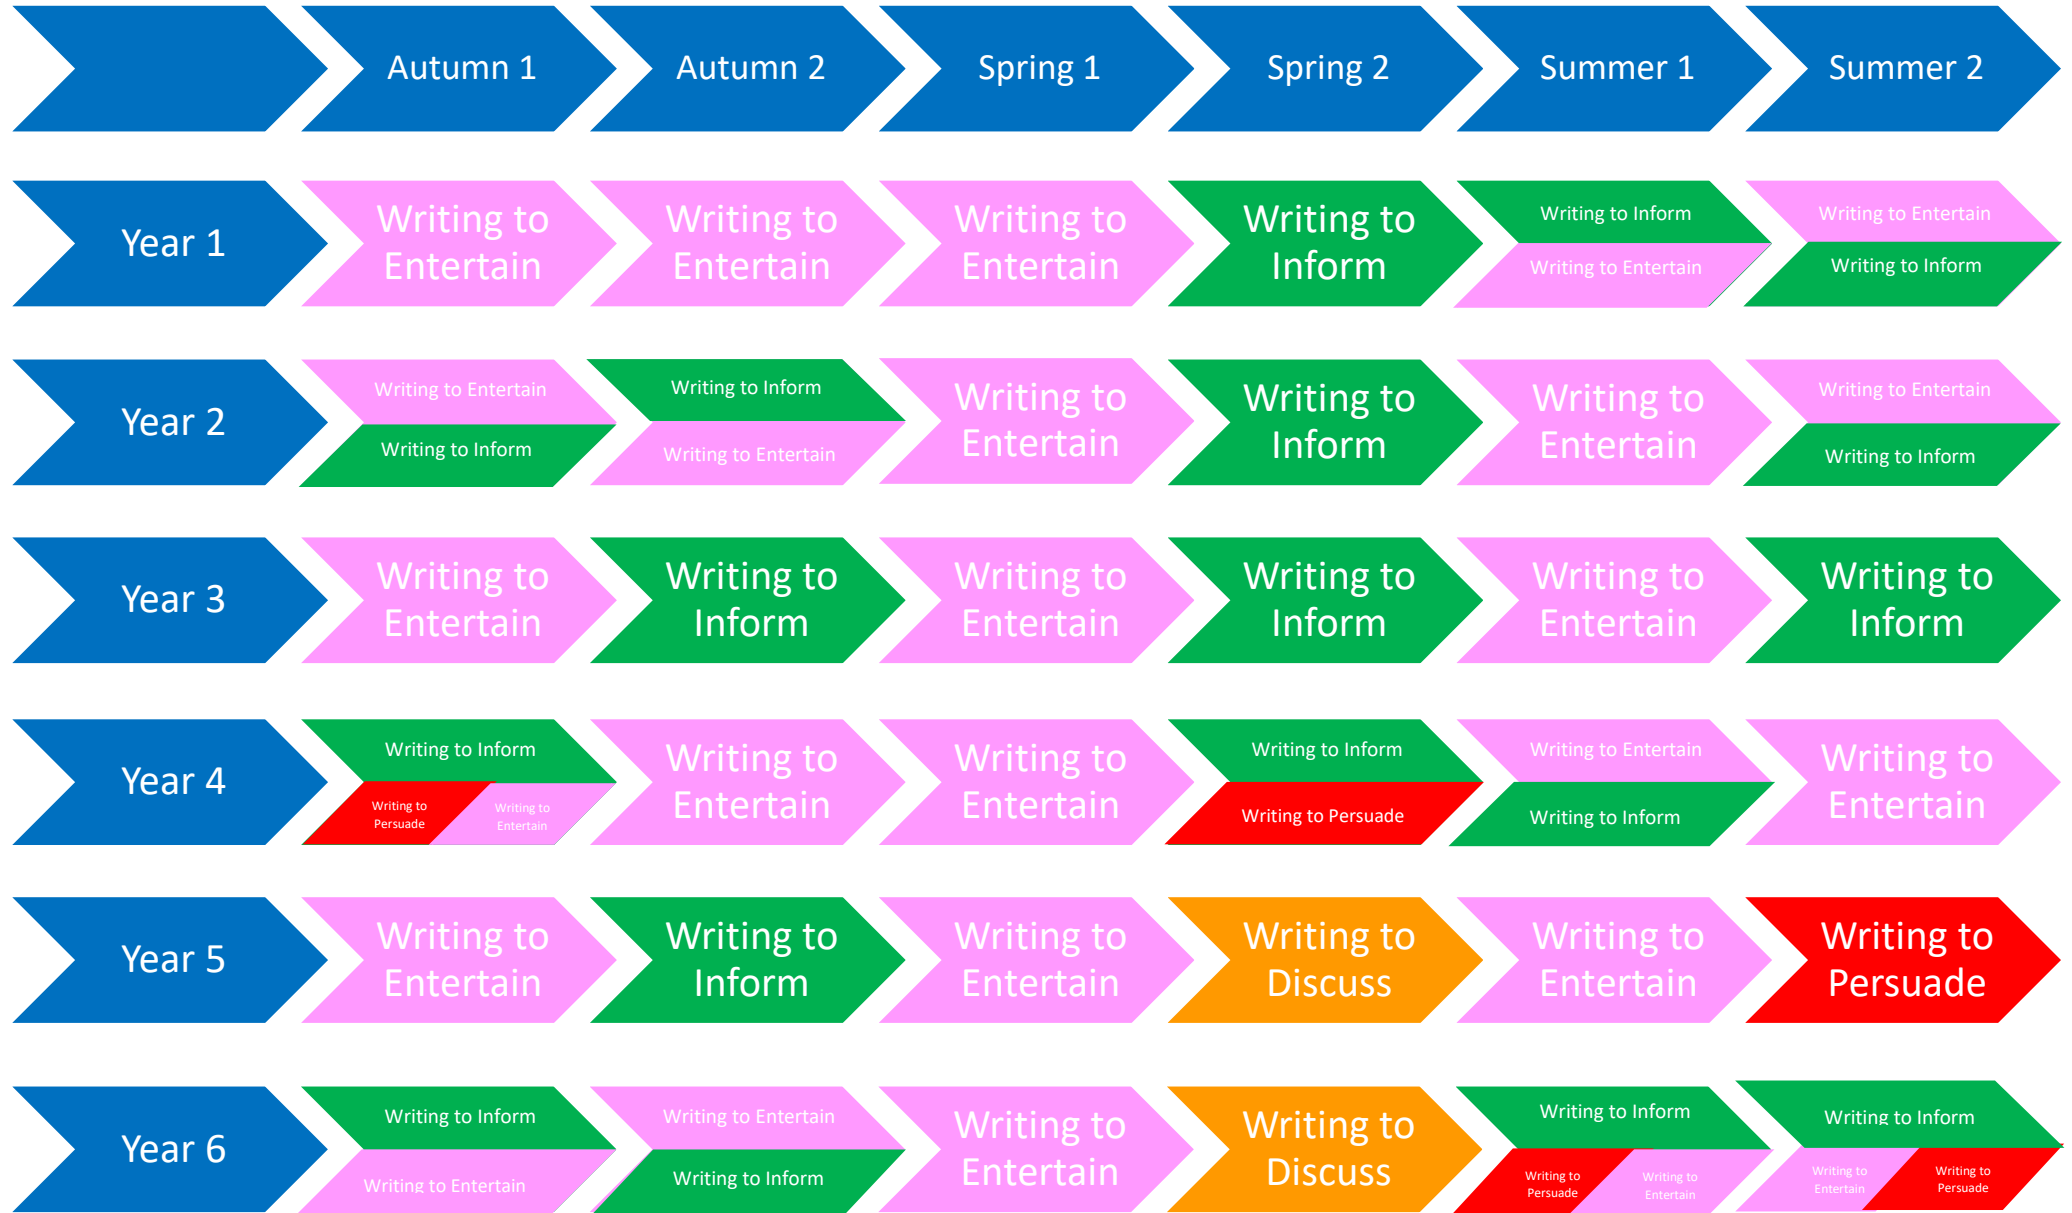 Autumn 1
Autumn 2
Spring 1
Spring 2
Summer 1
Summer 2
Year 1
Writing to
Entertain
Writing to
Entertain
Writing to
Entertain
Writing to
Inform
Writing to Inform
Writing to Entertain
Writing to Entertain
Writing to Inform
Year 2
Writing to Entertain
Writing to Inform
Writing to Inform
Writing to Entertain
Writing to
Entertain
Writing to
Inform
Writing to
Entertain
Writing to Entertain
Writing to Inform
Year 3
Writing to
Entertain
Writing to
Inform
Writing to
Entertain
Writing to
Inform
Writing to
Entertain
Writing to
Inform
Year 4
Writing to Inform
Writing to
Persuade
Writing to
Entertain
Writing to
Entertain
Writing to
Entertain
Writing to Inform
Writing to Persuade
Writing to Entertain
Writing to Inform
Writing to
Entertain
Year 5
Writing to
Entertain
Writing to
Inform
Writing to
Entertain
Writing to
Discuss
Writing to
Entertain
Writing to
Persuade
Year 6
Writing to Inform
Writing to Entertain
Writing to Entertain
Writing to Inform
Writing to
Entertain
Writing to
Discuss
Writing to Inform
Writing to
Persuade
Writing to
Entertain
Writing to Inform
Writing to
Entertain
Writing to
Persuade